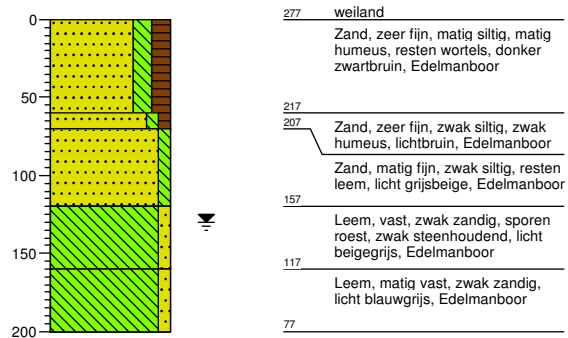 0
50
100
150
200
277 weiland
Zand, zeer fijn, matig siltig, matig
humeus, resten wortels, donker
zwartbruin, Edelmanboor
217
207
Zand, zeer fijn, zwak siltig, zwak
humeus, lichtbruin, Edelmanboor
Zand, matig fijn, zwak siltig, resten
leem, licht grijsbeige, Edelmanboor
157
Leem, vast, zwak zandig, sporen
roest, zwak steenhoudend, licht
beigegrijs, Edelmanboor
117
Leem, matig vast, zwak zandig,
licht blauwgrijs, Edelmanboor
77